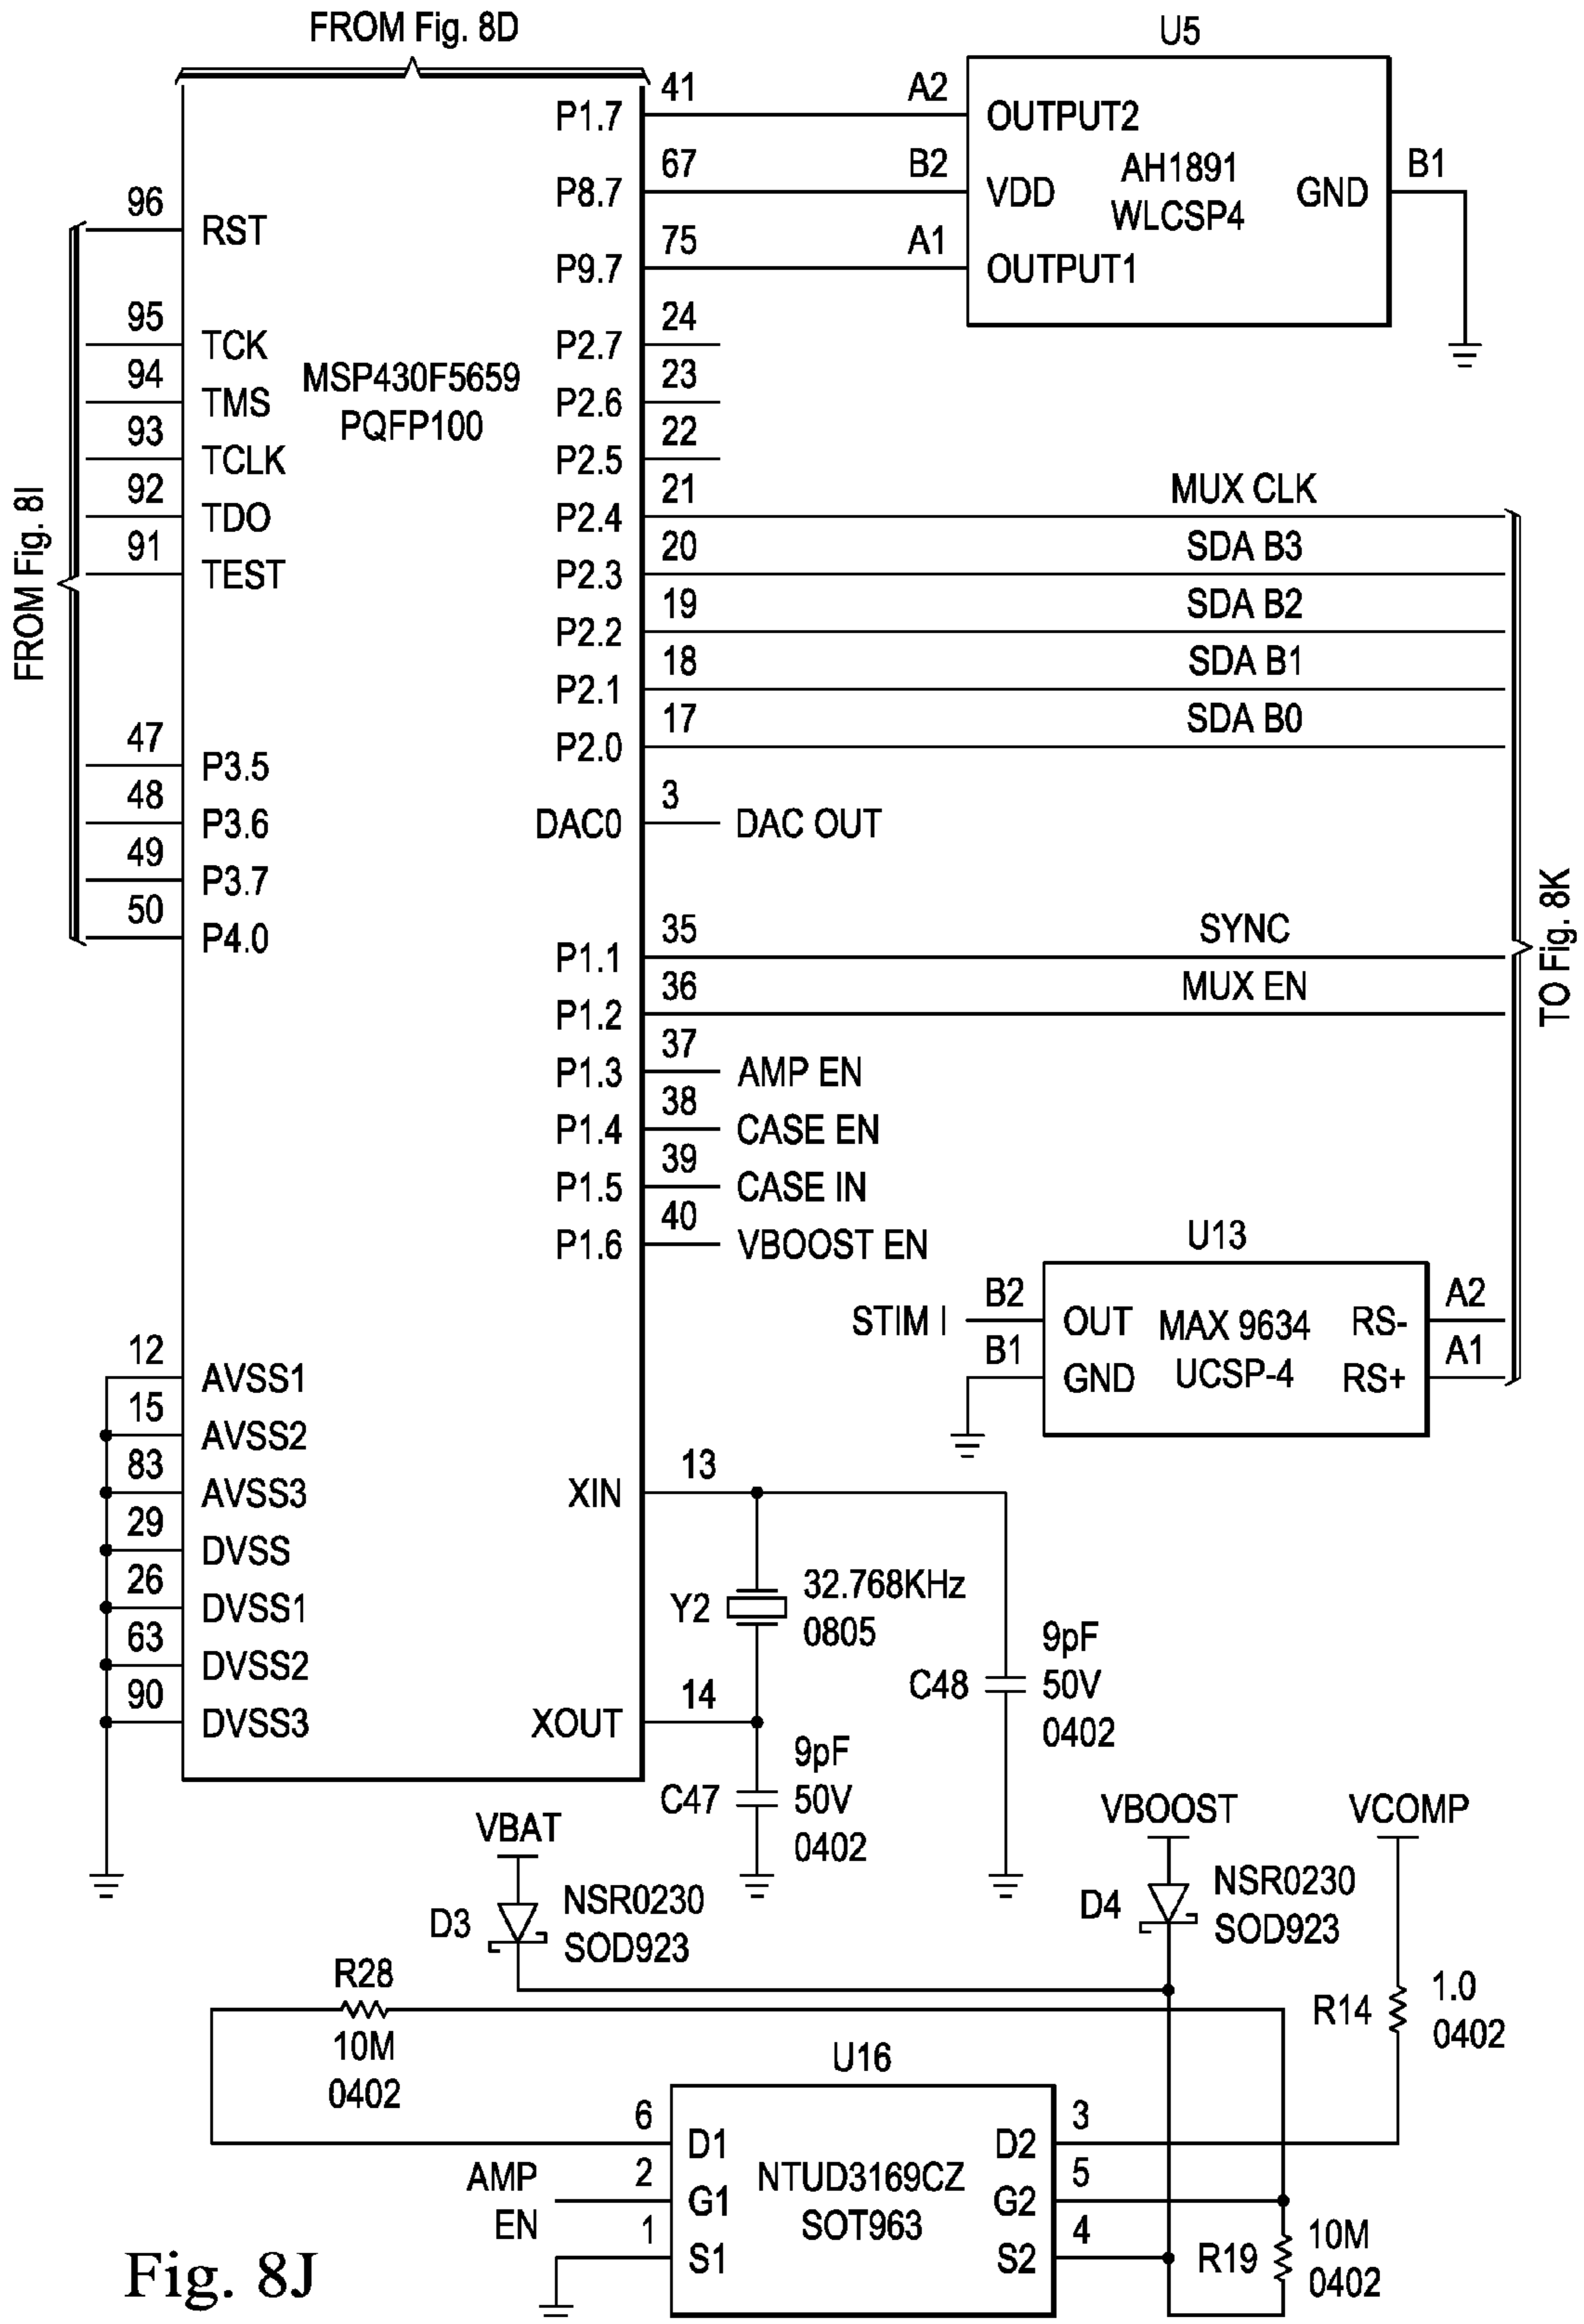 FROM Fig. 8D
FROM Fig. 8I
96
RST
95
TCK
94
TMS
93
TCLK
92
TDO
91
TEST
47
P3.5
48
P3.6
49
P3.7
50
P4.0
12
AVSS1
15
AVSS2
83
AVSS3
29
DVSS
26
DVSS1
63
DVSS2
90
DVSS3
MSP430F5659
PQFP100
P1.7 41 A2
P8.7 67 B2
P9.7 75 A1
P2.7 24
P2.6 23
P2.5 22
P2.4 21 MUX CLK
P2.3 20 SDA B3
P2.2 19 SDA B2
P2.1 18 SDA B1
P2.0 17 SDA B0
DAC0 3 DAC OUT
P1.1 35 SYNC
P1.2 36 MUX EN
P1.3 37 AMP EN
P1.4 38 CASE EN
P1.5 39 CASE IN
P1.6 40 VBOOST EN
XIN 13
XOUT 14
U5
OUTPUT2
VDD
OUTPUT1
AH1891
WLCSP4
GND
B1
TO Fig. 8K
U13
STIM I
B2
OUT
B1
GND
MAX 9634
UCSP-4
RS-
A2
RS+
A1
Y2
32.768KHz
0805
C48
9pF
50V
0402
C47
9pF
50V
0402
VBAT
D3
NSR0230
SOD923
VBOOST
D4
NSR0230
SOD923
VCOMP
R14
1.0
0402
R28
10M
0402
U16
6
D1
AMP
EN
2
G1
1
S1
NTUD3169CZ
SOT963
D2
3
G2
5
S2
4
R19
10M
0402
Fig. 8J